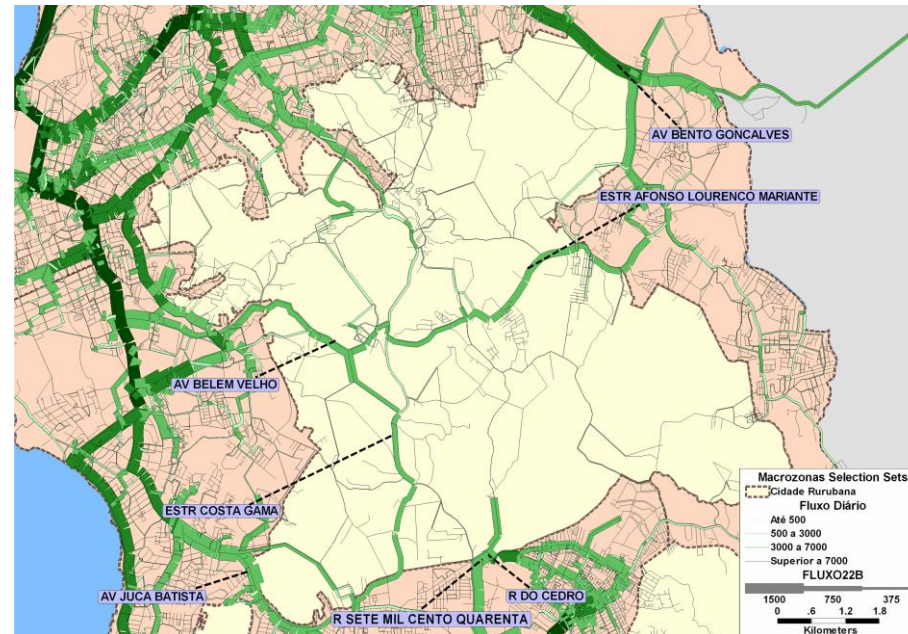 AV BENTO GONCALVES
ESTR AFONSO LOURENCO MARIANTE
AV BELEM VELHO
ESTR COSTA GAMA
AV JUCA BATISTA
R DO CEDRO
R SETE MIL CENTO QUARENTA
Macrozonas Selection Sets
Cidade Rururbana
Fluxo Diário
Até 500
500 a 3000
3000 a 7000
Superior a 7000
FLUXO22B
1500 750 375
0 .6 1.2 1.8
Kilometers